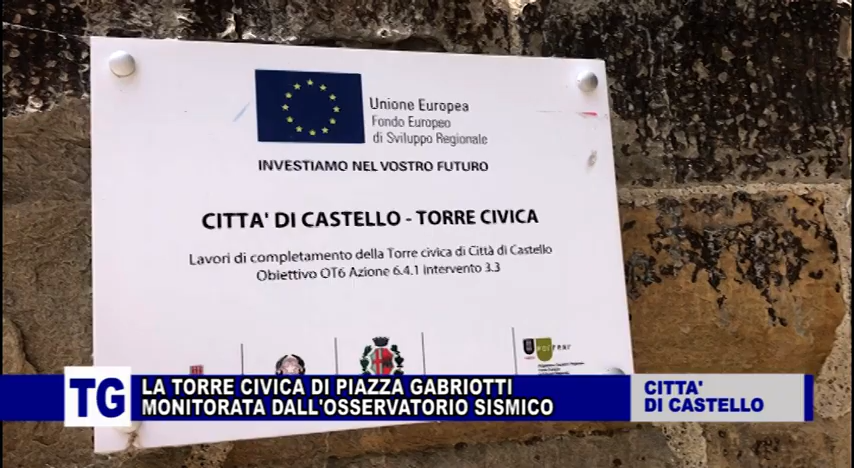 Unione Europea
Fondo Europeo
di Sviluppo Regionale
INVESTIAMO NEL VOSTRO FUTURO
CITTA' DI CASTELLO - TORRE CIVICA
Lavori di completamento della Torre civica di Città di Castello
Obiettivo OT6 Azione 6.4.1 intervento 3.3
TG
LA TORRE CIVICA DI PIAZZA GABRIOTTI
MONITORATA DALL'OSSERVATORIO SISMICO
CITTA'
DI CASTELLO